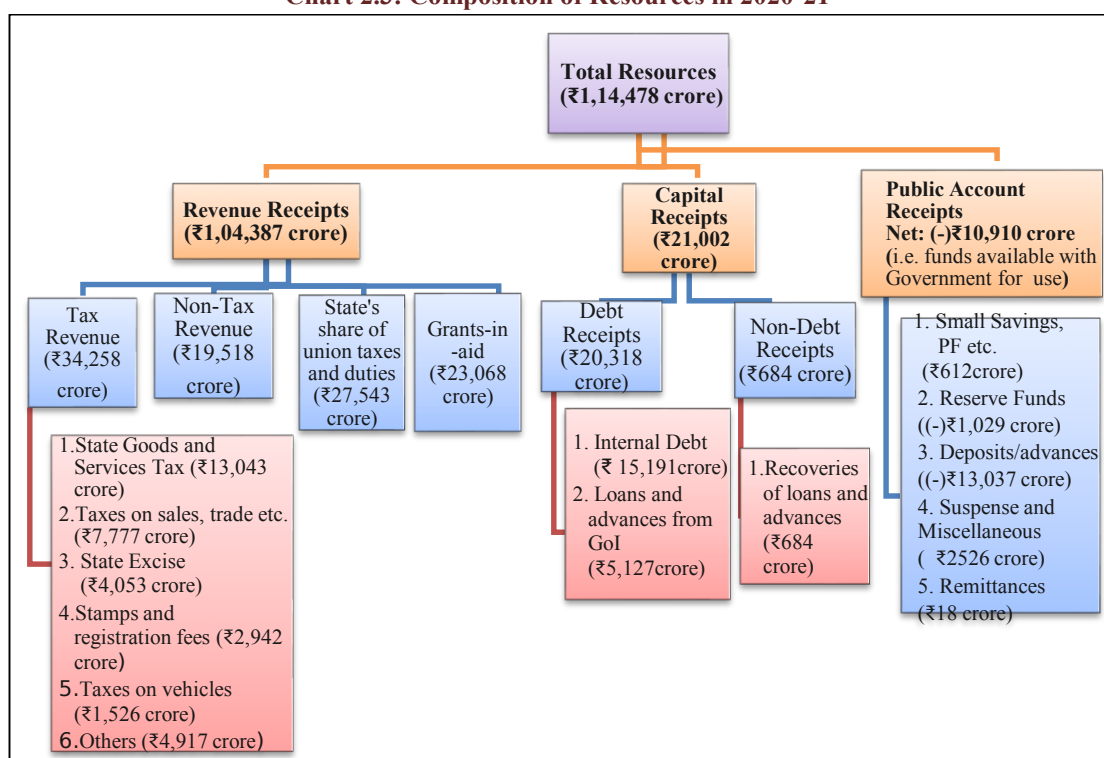 Total Resources
(₹1,14,478 crore)
Revenue Receipts
(₹1,04,387 crore)
Capital
Receipts
(₹21,002
crore)
Public Account
Receipts
Net: (-)₹10,910 crore
(i.e. funds available with
Government for use)
Tax
Revenue
(₹34,258
crore)
Non-Tax
Revenue
(₹19,518
crore)
State's
share of
union taxes
and duties
(₹27,543
crore)
Grants-in
-aid
(₹23,068
crore)
Debt
Receipts
(₹20,318
crore)
Non-Debt
Receipts
(₹684 crore)
1. Small Savings,
PF etc.
(₹612crore)
2. Reserve Funds
((-)₹1,029 crore)
3. Deposits/advances
((-)₹13,037 crore)
4. Suspense and
Miscellaneous
( ₹2526 crore)
5. Remittances
(₹18 crore)
1.State Goods and
Services Tax (₹13,043
crore)
2.Taxes on sales, trade etc.
(₹7,777 crore)
3. State Excise
(₹4,053 crore)
4.Stamps and
registration fees (₹2,942
crore)
5.Taxes on vehicles
(₹1,526 crore)
6.Others (₹4,917 crore)
1. Internal Debt
(₹ 15,191crore)
2. Loans and
advances from
GoI
(₹5,127crore)
1.Recoveries
of loans and
advances
(₹684
crore)